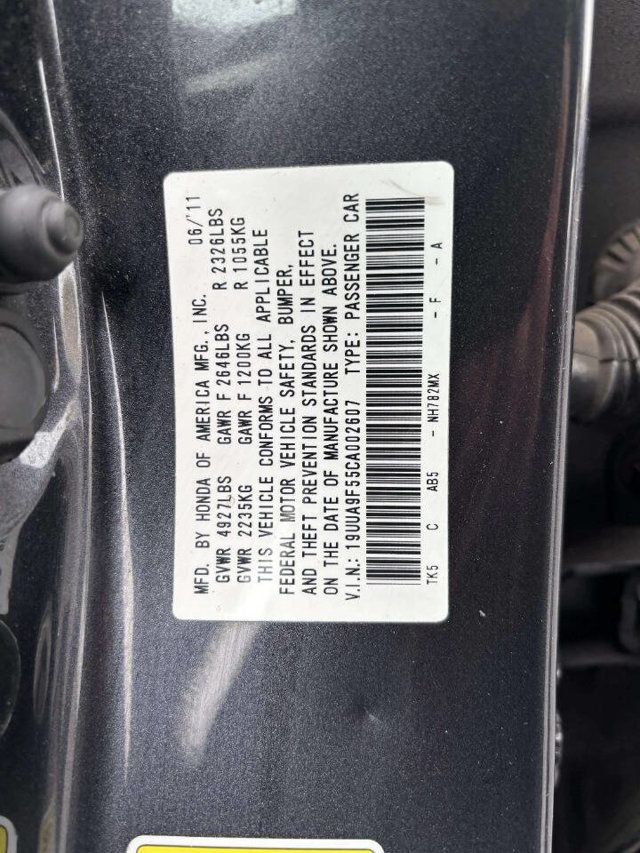 MFD. BY HONDA OF AMERICA MFG., INC. 06/'11
GVWR 4927LBS GAWR F 2646LBS R 2326LBS
GVWR 2235KG GAWR F 1200KG R 1055KG
THIS VEHICLE CONFORMS TO ALL APPLICABLE
FEDERAL MOTOR VEHICLE SAFETY, BUMPER,
AND THEFT PREVENTION STANDARDS IN EFFECT
ON THE DATE OF MANUFACTURE SHOWN ABOVE.
V.I.N.: 19UUA9F55CA002607 TYPE: PASSENGER CAR
TK5 C AB5 - NH782MX - F - A